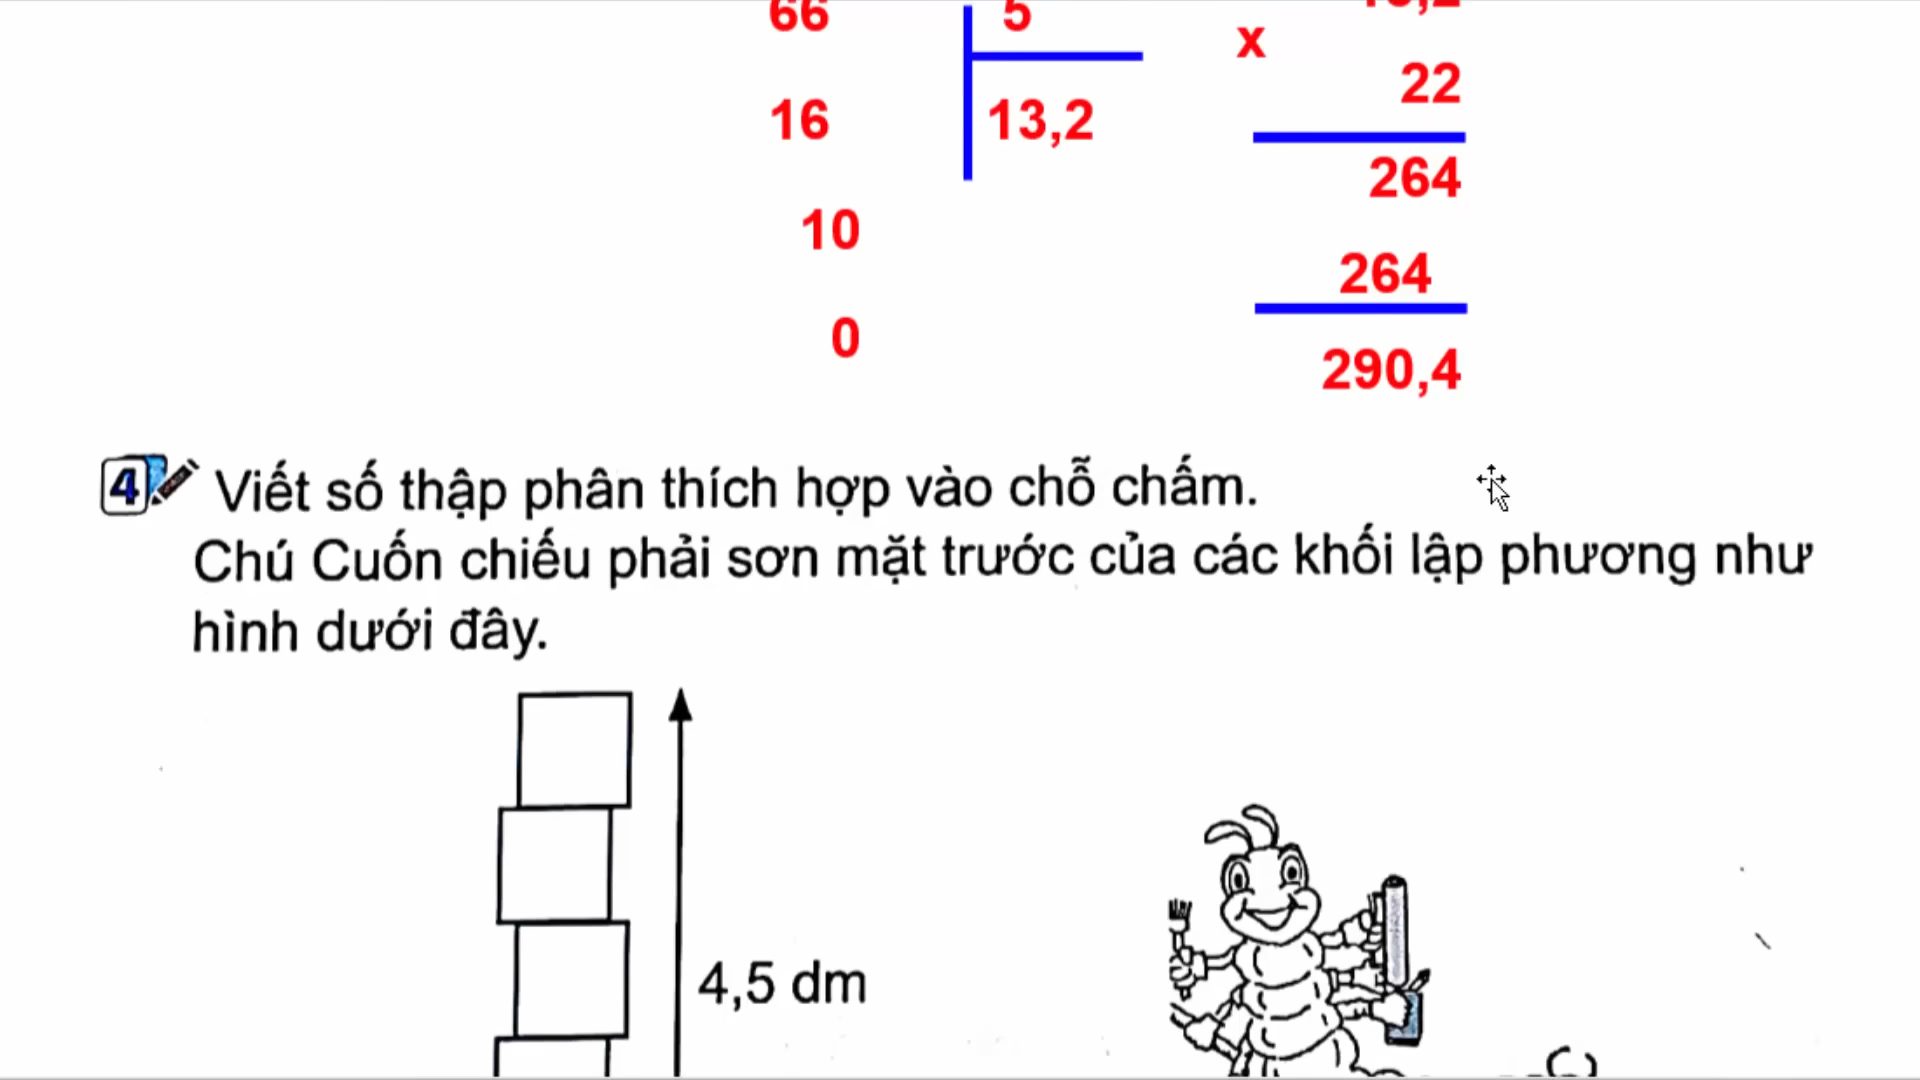 66 5
x
22
16 13,2
264
10
264
0
290,4
4 Viết số thập phân thích hợp vào chỗ chấm.
Chú Cuốn chiếu phải sơn mặt trước của các khối lập phương như
hình dưới đây.
4,5 dm